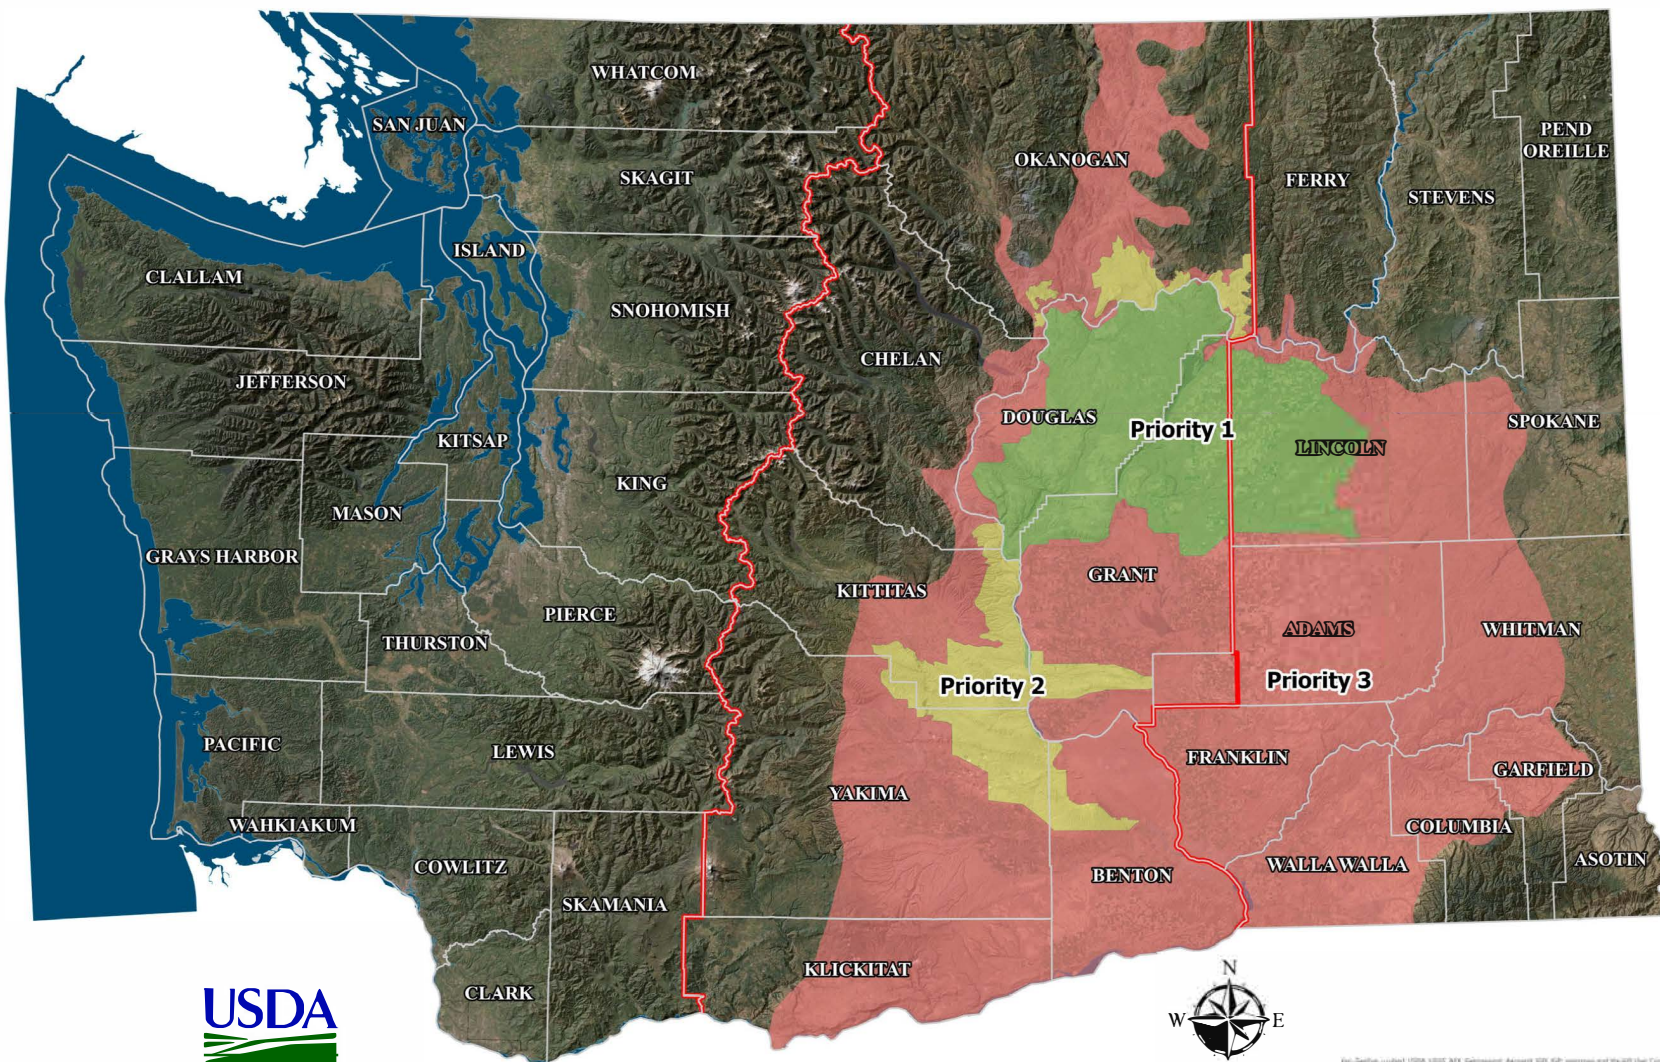 WHATCOM
SAN JUAN
SKAGIT
OKANOGAN
PEND
OREILLE
FERRY
STEVENS
ISLAND
CLALLAM
SNOHOMISH
CHELAN
JEFFERSON
DOUGLAS
Priority 1
LINCOLN
SPOKANE
KITSAP
KING
MASON
GRAYS HARBOR
KITTITAS
GRANT
PIERCE
THURSTON
ADAMS
WHITMAN
Priority 2
Priority 3
PACIFIC
LEWIS
YAKIMA
FRANKLIN
GARFIELD
WAHKIAKUM
COLUMBIA
COWLITZ
BENTON
WALLA WALLA
ASOTIN
SKAMANIA
KLICKITAT
CLARK
USDA
N
W
E